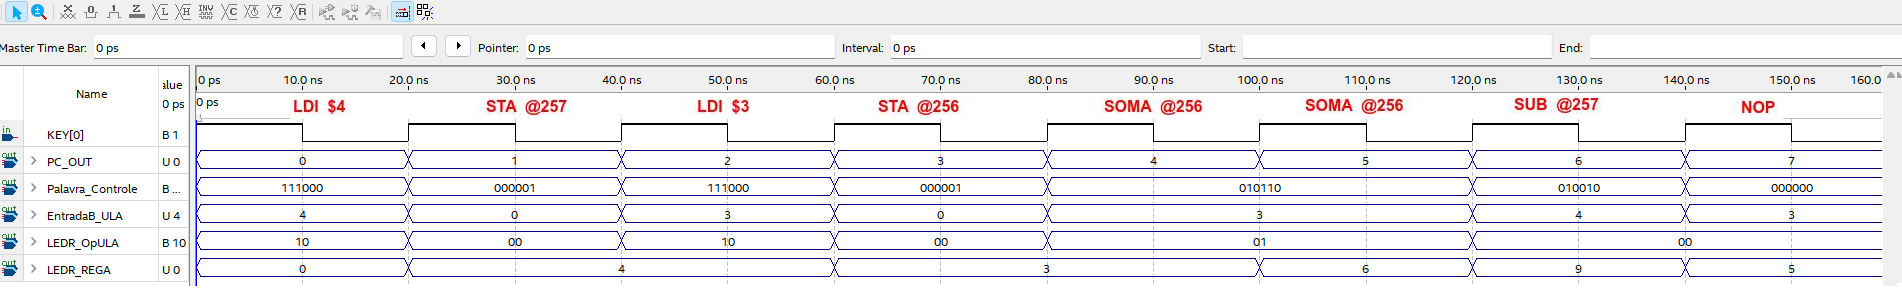 Master Time Bar: 0 ps Pointer: 0 ps Interval: 0 ps Start: End:
Name alue 0 ps
0 ps 10.0 ns 20.0 ns 30.0 ns 40.0 ns 50.0 ns 60.0 ns 70.0 ns 80.0 ns 90.0 ns 100.0 ns 110.0 ns 120.0 ns 130.0 ns 140.0 ns 150.0 ns 160.0
0 ps LDI $4 STA @257 LDI $3 STA @256 SOMA @256 SOMA @256 SUB @257 NOP
in KEY[0] B 1
out PC_OUT U 0 0 1 2 3 4 5 6 7
out Palavra_Controle B ... 111000 000001 111000 000001 010110 010010 000000
out EntradaB_ULA U 4 4 0 3 0 3 4 3
out LEDR_OpULA B 10 10 00 10 00 01 00
out LEDR_REGA U 0 0 4 3 6 9 5